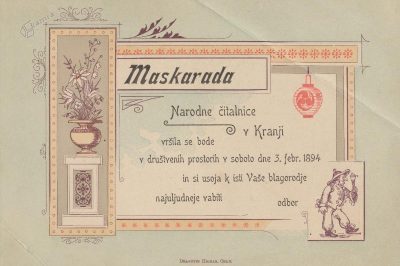 Maskarada
Narodne čitalnice
v Kranji
vršila se bode
v društvenih prostorih v soboto dne 3. febr. 1894
in si usoja k isti Vaše blagorodje
najuljudneje vabiti odbor